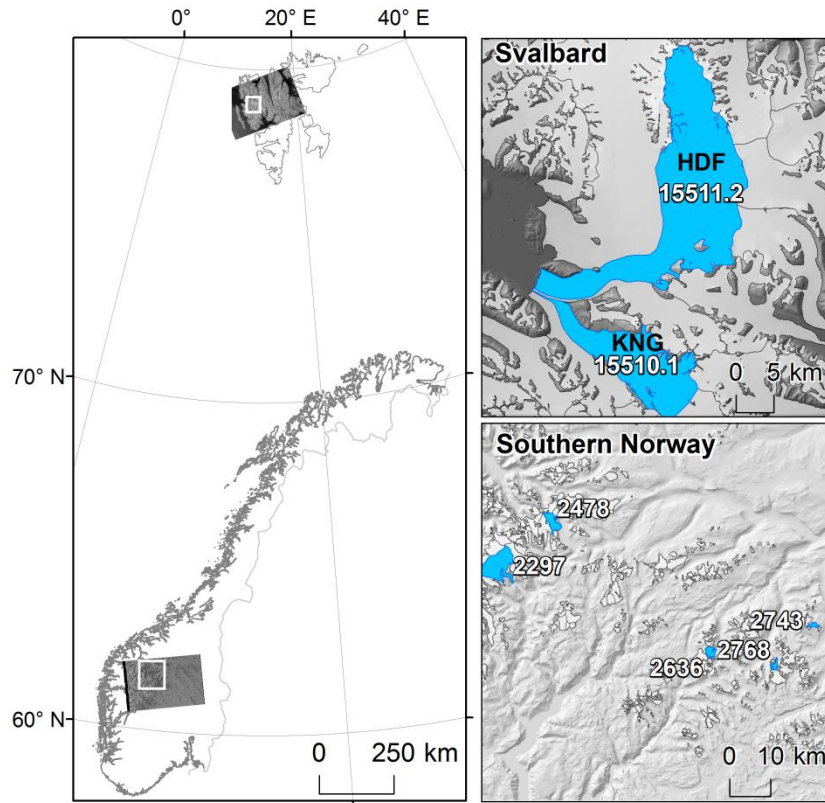 0°
20° E
40° E
70° N
60° N
0 250 km
Svalbard
HDF
15511.2
KNG
15510.1
0 5 km
Southern Norway
2478
2297
2743
2768
2636
0 10 km